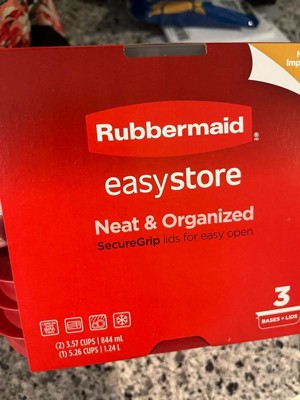 N
Imp
Rubbermaid®
easystore
Neat & Organized
SecureGrip lids for easy open
3
BASES + LIDS
(2) 3.57 CUPS | 844 mL
(1) 5.26 CUPS | 1.24 L